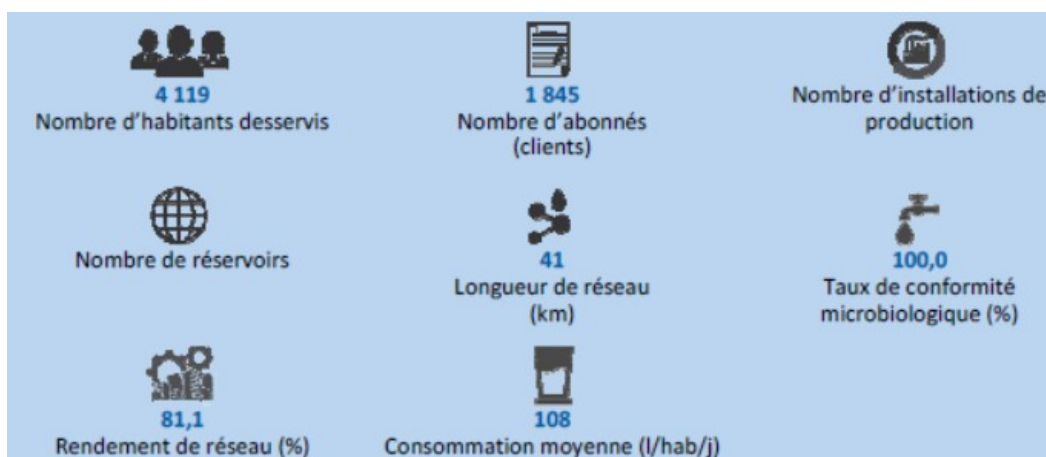 4 119
Nombre d'habitants desservis
1 845
Nombre d'abonnés
(clients)
Nombre d'installations de
production
Nombre de réservoirs
41
Longueur de réseau
(km)
100,0
Taux de conformité
microbiologique (%)
81,1
Rendement de réseau (%)
108
Consommation moyenne (l/hab/j)